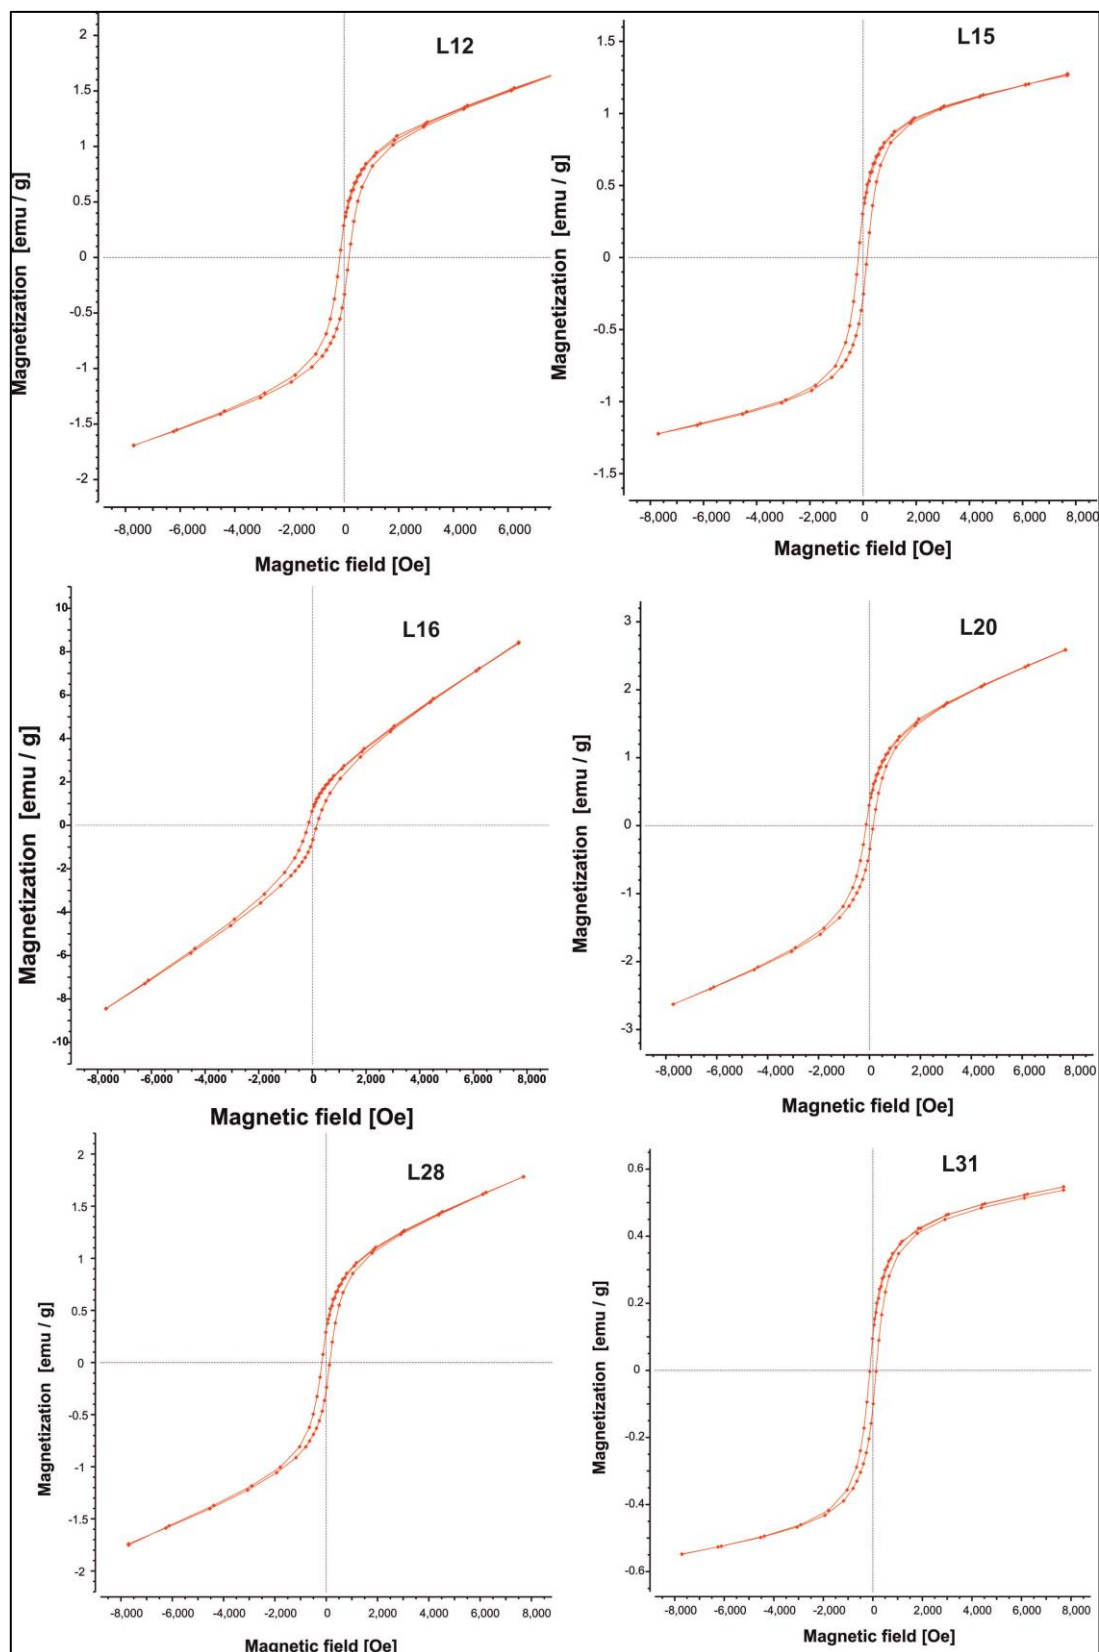 L12
Magnetization [emu / g]
2
1.5
1
0.5
0
-0.5
-1
-1.5
-2
-8,000 -6,000 -4,000 -2,000 0 2,000 4,000 6,000
Magnetic field [Oe]
L15
Magnetization [emu / g]
1.5
1
0.5
0
-0.5
-1
-1.5
-8,000 -6,000 -4,000 -2,000 0 2,000 4,000 6,000 8,000
Magnetic field [Oe]
L16
Magnetization [emu / g]
10
8
6
4
2
0
-2
-4
-6
-8
-10
-8,000 -6,000 -4,000 -2,000 0 2,000 4,000 6,000 8,000
Magnetic field [Oe]
L20
Magnetization [emu / g]
3
2
1
0
-1
-2
-3
-8,000 -6,000 -4,000 -2,000 0 2,000 4,000 6,000 8,000
Magnetic field [Oe]
L28
Magnetization [emu / g]
2
1.5
1
0.5
0
-0.5
-1
-1.5
-2
-8,000 -6,000 -4,000 -2,000 0 2,000 4,000 6,000 8,000
Magnetic field [Oe]
L31
Magnetization [emu / g]
0.6
0.4
0.2
0
-0.2
-0.4
-0.6
-8,000 -6,000 -4,000 -2,000 0 2,000 4,000 6,000 8,000
Magnetic field [Oe]